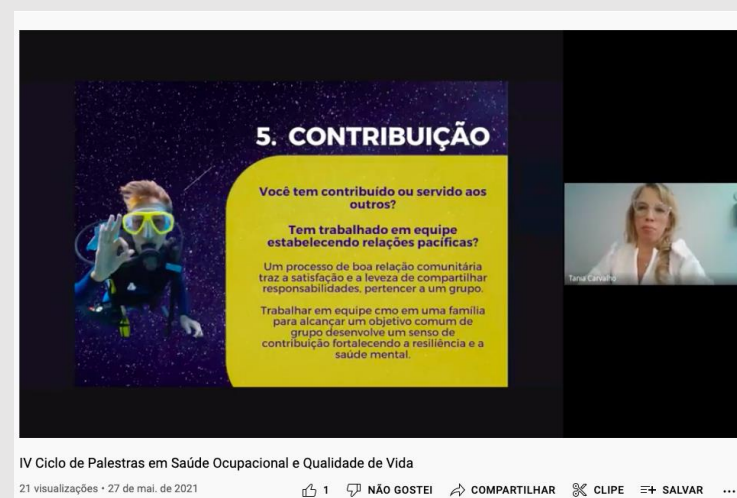 5. CONTRIBUIÇÃO
Você tem contribuído ou servido aos
outros?
Tem trabalhado em equipe
estabelecendo relações pacíficas?
Um processo de boa relação comunitária
traz a satisfação e a leveza de compartilhar
responsabilidades, pertencer a um grupo.
Trabalhar em equipe cmo em uma família
para alcançar um objetivo comum de
grupo desenvolve um senso de
contribuição fortalecendo a resiliência e a
saúde mental.
Tania Carvalho
IV Ciclo de Palestras em Saúde Ocupacional e Qualidade de Vida
21 visualizações • 27 de mai. de 2021
1 NÃO GOSTEI COMPARTILHAR CLIPE SALVAR ...